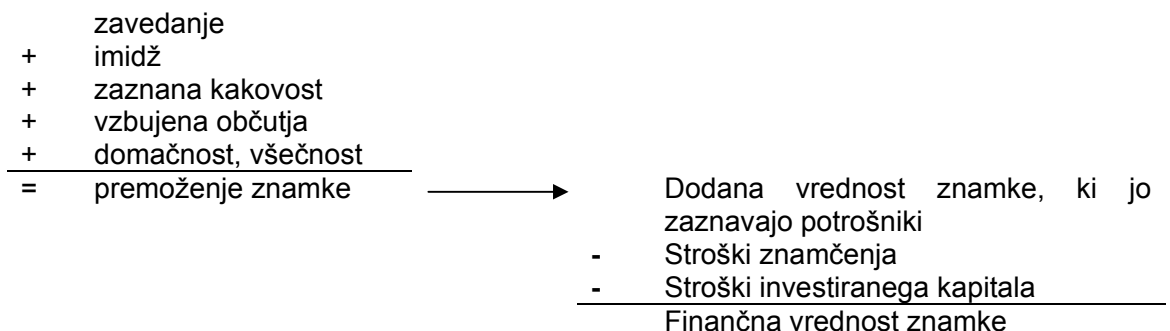 zavedanje
+ imidž
+ zaznana kakovost
+ vzbujena občutja
+ domačnost, všečnost
= premoženje znamke
Dodana vrednost znamke, ki jo
zaznavajo potrošniki
- Stroški znamčenja
- Stroški investiranega kapitala
Finančna vrednost znamke